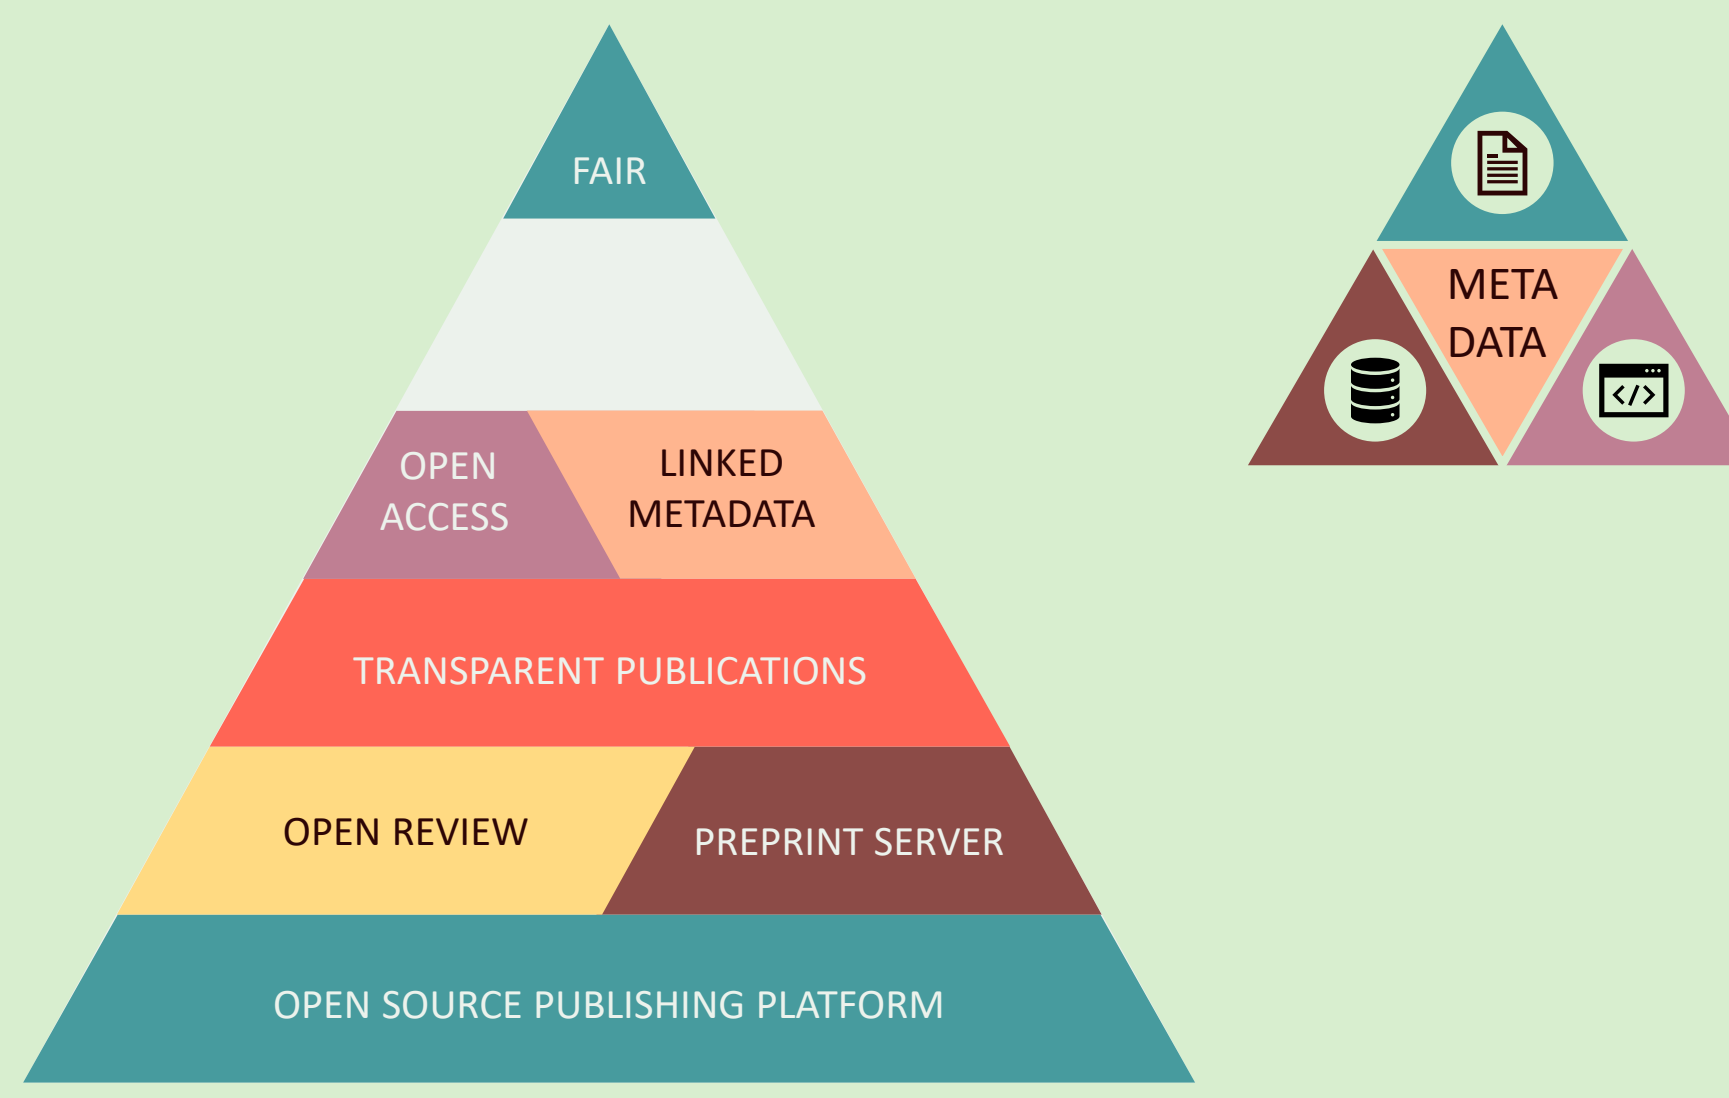 FAIR
OPEN
ACCESS
LINKED
METADATA
TRANSPARENT PUBLICATIONS
OPEN REVIEW
PREPRINT SERVER
OPEN SOURCE PUBLISHING PLATFORM
META
DATA
</>